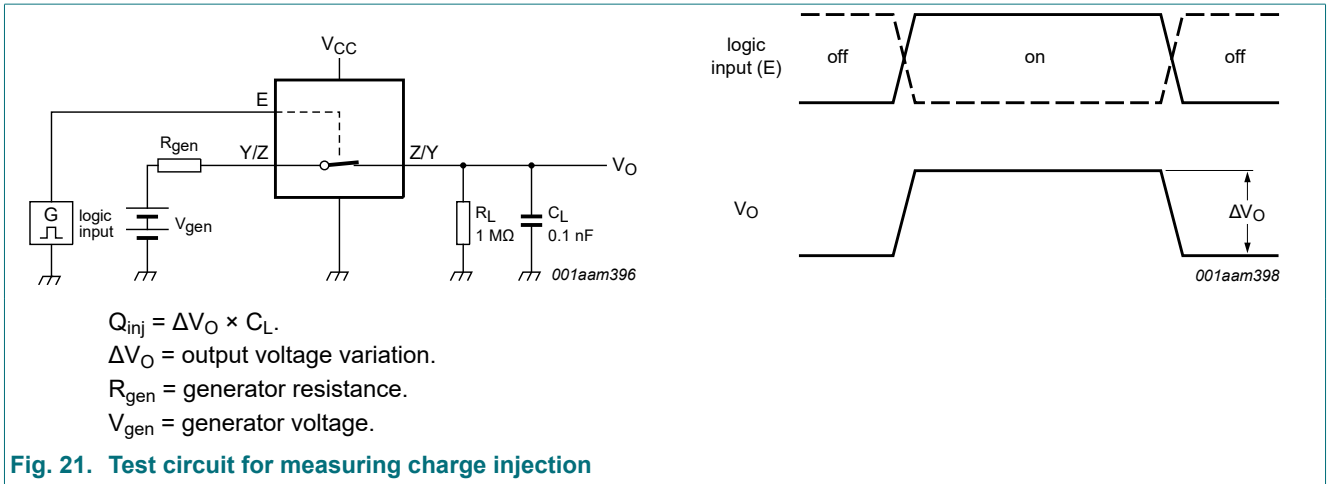 VCC
E
Rgen
Y/Z
Z/Y
VO
G
logic
input
Vgen
RL
1 MΩ
CL
0.1 nF
001aam396
logic
input (E)
off
on
off
VO
ΔVO
001aam398
Qinj = ΔVO × CL.
ΔVO = output voltage variation.
Rgen = generator resistance.
Vgen = generator voltage.
Fig. 21. Test circuit for measuring charge injection